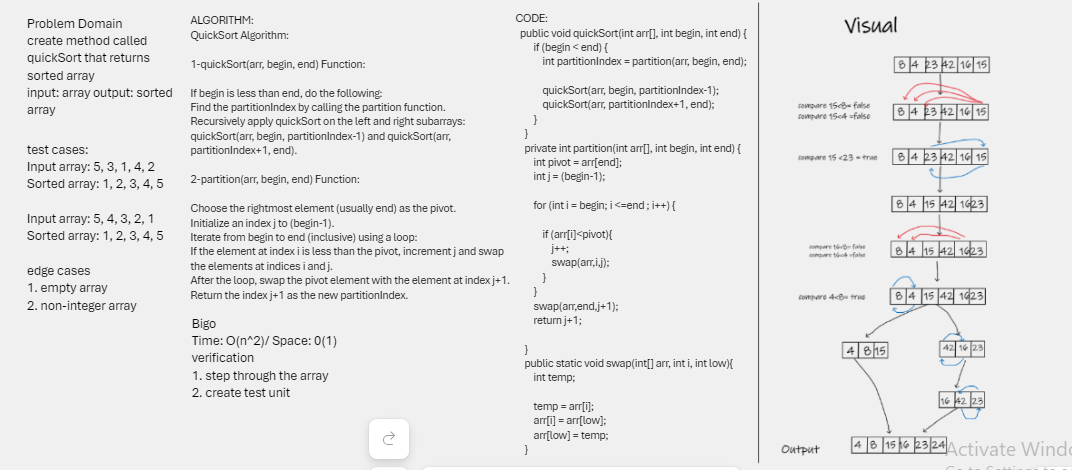 Problem Domain
create method called
quickSort that returns
sorted array
input: array output: sorted
array
test cases:
Input array: 5, 3, 1, 4, 2
Sorted array: 1, 2, 3, 4, 5
Input array: 5, 4, 3, 2, 1
Sorted array: 1, 2, 3, 4, 5
edge cases
1. empty array
2. non-integer array
ALGORITHM:
QuickSort Algorithm:
1-quickSort(arr, begin, end) Function:
If begin is less than end, do the following:
Find the partitionIndex by calling the partition function.
Recursively apply quickSort on the left and right subarrays:
quickSort(arr, begin, partitionIndex-1) and quickSort(arr,
partitionIndex+1, end).
2-partition(arr, begin, end) Function:
Choose the rightmost element (usually end) as the pivot.
Initialize an index j to (begin-1).
Iterate from begin to end (inclusive) using a loop:
If the element at index i is less than the pivot, increment j and swap
the elements at indices i and j.
After the loop, swap the pivot element with the element at index j+1.
Return the index j+1 as the new partitionIndex.
Bigo
Time: O(n^2)/ Space: 0(1)
verification
1. step through the array
2. create test unit
CODE:
public void quickSort(int arr[], int begin, int end) {
if (begin < end) {
int partitionIndex = partition(arr, begin, end);
quickSort(arr, begin, partitionIndex-1);
quickSort(arr, partitionIndex+1, end);
}
}
private int partition(int arr[], int begin, int end) {
int pivot = arr[end];
int j = (begin-1);
for (int i = begin; i <=end ; i++) {
if (arr[i]<pivot){
j++;
swap(arr,i,j);
}
}
swap(arr,end,j+1);
return j+1;
}
public static void swap(int[] arr, int i, int low){
int temp;
temp = arr[i];
arr[i] = arr[low];
arr[low] = temp;
}
Visual
8 4 23 42 16 15
compare 15<8= false
compare 15<4 =false
8 4 23 42 16 15
compare 15 <23 = true
8 4 23 42 16 15
8 4 15 42 16 23
compare 16<8= false
compare 16<4 =false
8 4 15 42 16 23
compare 4<8= true
8 4 15 42 16 23
4 8 15
42 16 23
16 42 23
Output
4 8 15 16 23 24
Activate Windo